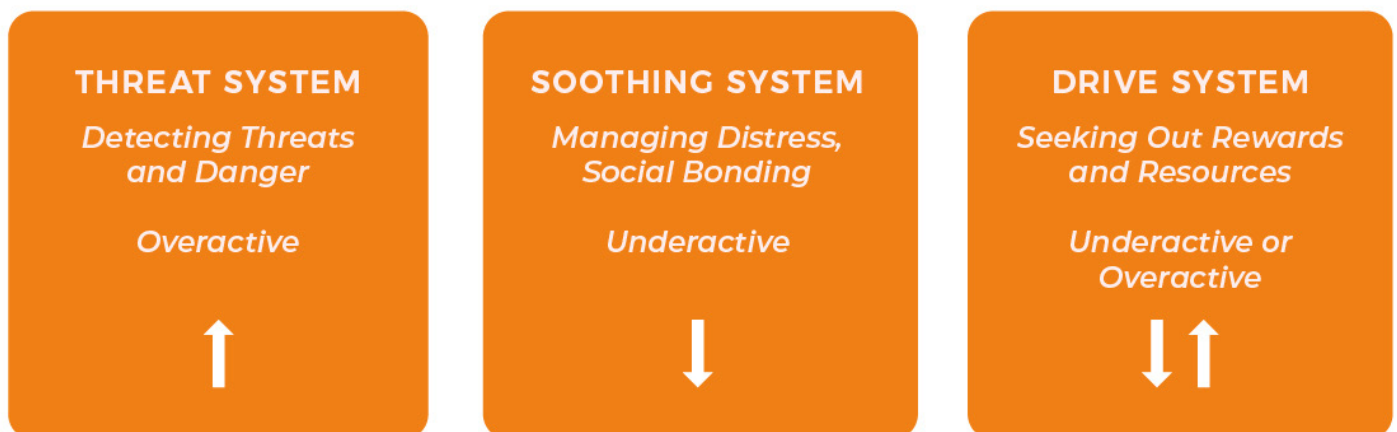 THREAT SYSTEM
Detecting Threats
and Danger
Overactive
SOOTHING SYSTEM
Managing Distress,
Social Bonding
Underactive
DRIVE SYSTEM
Seeking Out Rewards
and Resources
Underactive or
Overactive